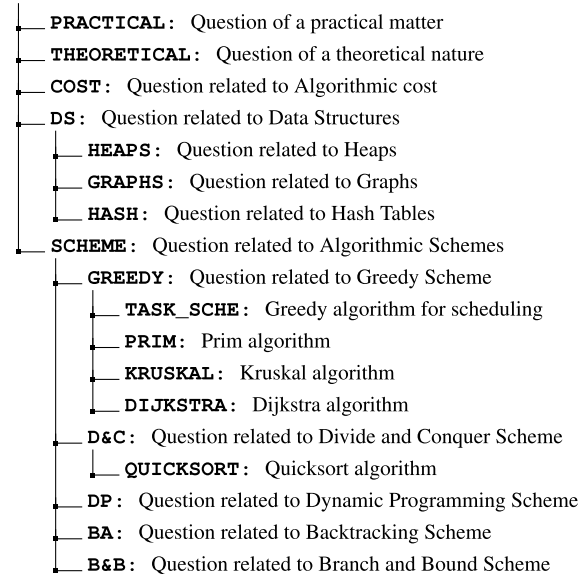 PRACTICAL: Question of a practical matter
THEORETICAL: Question of a theoretical nature
COST: Question related to Algorithmic cost
DS: Question related to Data Structures
HEAPS: Question related to Heaps
GRAPHS: Question related to Graphs
HASH: Question related to Hash Tables
SCHEME: Question related to Algorithmic Schemes
GREEDY: Question related to Greedy Scheme
TASK_SCHE: Greedy algorithm for scheduling
PRIM: Prim algorithm
KRUSKAL: Kruskal algorithm
DIJKSTRA: Dijkstra algorithm
D&C: Question related to Divide and Conquer Scheme
QUICKSORT: Quicksort algorithm
DP: Question related to Dynamic Programming Scheme
BA: Question related to Backtracking Scheme
B&B: Question related to Branch and Bound Scheme